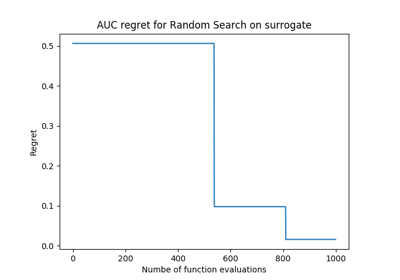 AUC regret for Random Search on surrogate
0.5
0.4
0.3
0.2
0.1
0.0
Regret
0 200 400 600 800 1000
Numbe of function evaluations